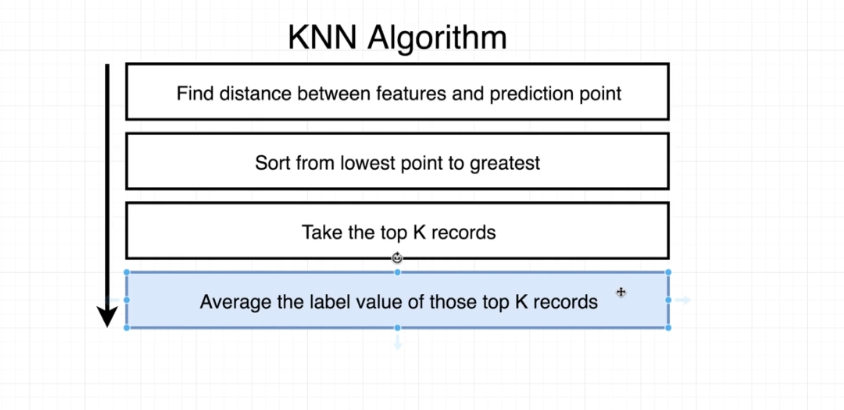 KNN Algorithm
Find distance between features and prediction point
Sort from lowest point to greatest
Take the top K records
Average the label value of those top K records